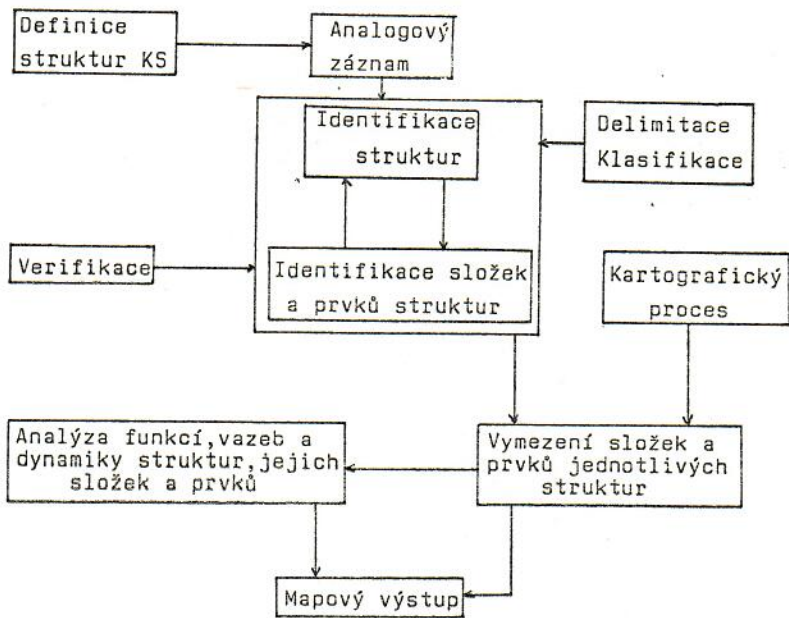 Definice
struktur KS
Analogový
záznam
Identifikace
struktur
Delimitace
Klasifikace
Verifikace
Identifikace složek
a prvků struktur
Kartografický
proces
Analýza funkcí,vazeb a
dynamiky struktur,jejich
složek a prvků
Vymezení složek a
prvků jednotlivých
struktur
Mapový výstup